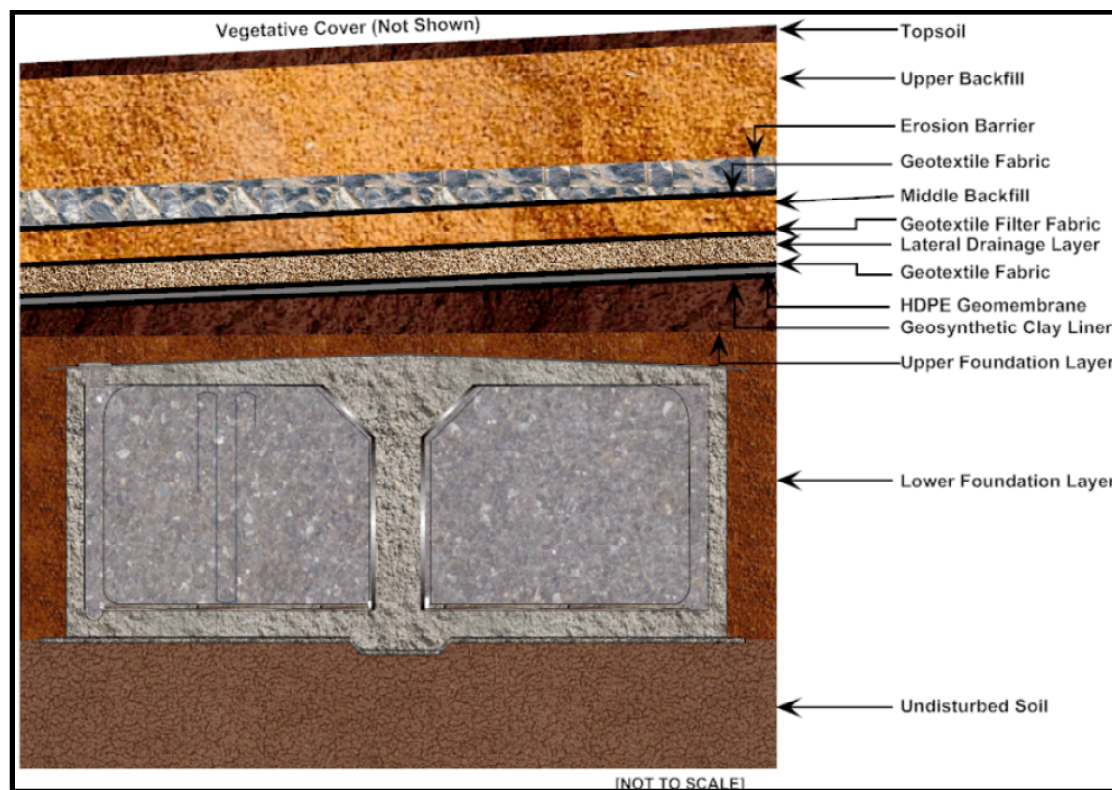 Vegetative Cover (Not Shown)
Topsoil
Upper Backfill
Erosion Barrier
Geotextile Fabric
Middle Backfill
Geotextile Filter Fabric
Lateral Drainage Layer
Geotextile Fabric
HDPE Geomembrane
Geosynthetic Clay Liner
Upper Foundation Layer
Lower Foundation Layer
Undisturbed Soil
[NOT TO SCALE]